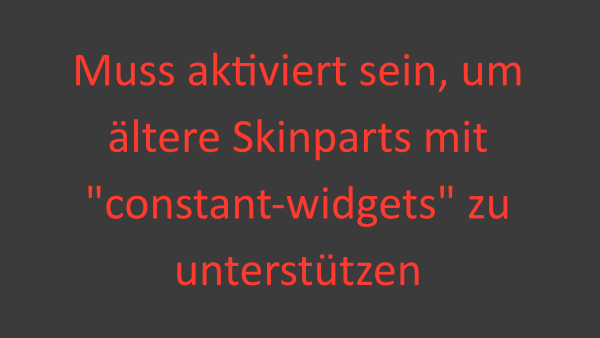 Muss aktiviert sein, um
ältere Skinparts mit
"constant-widgets" zu
unterstützen